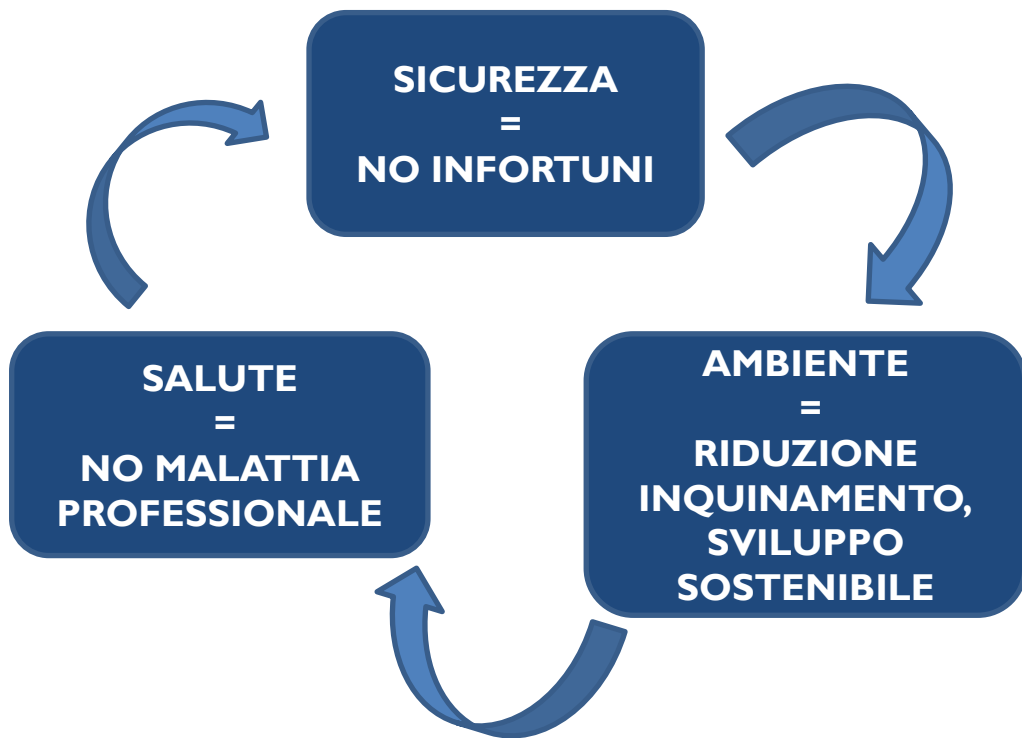 SICUREZZA
=
NO INFORTUNI
SALUTE
=
NO MALATTIA
PROFESSIONALE
AMBIENTE
=
RIDUZIONE
INQUINAMENTO,
SVILUPPO
SOSTENIBILE